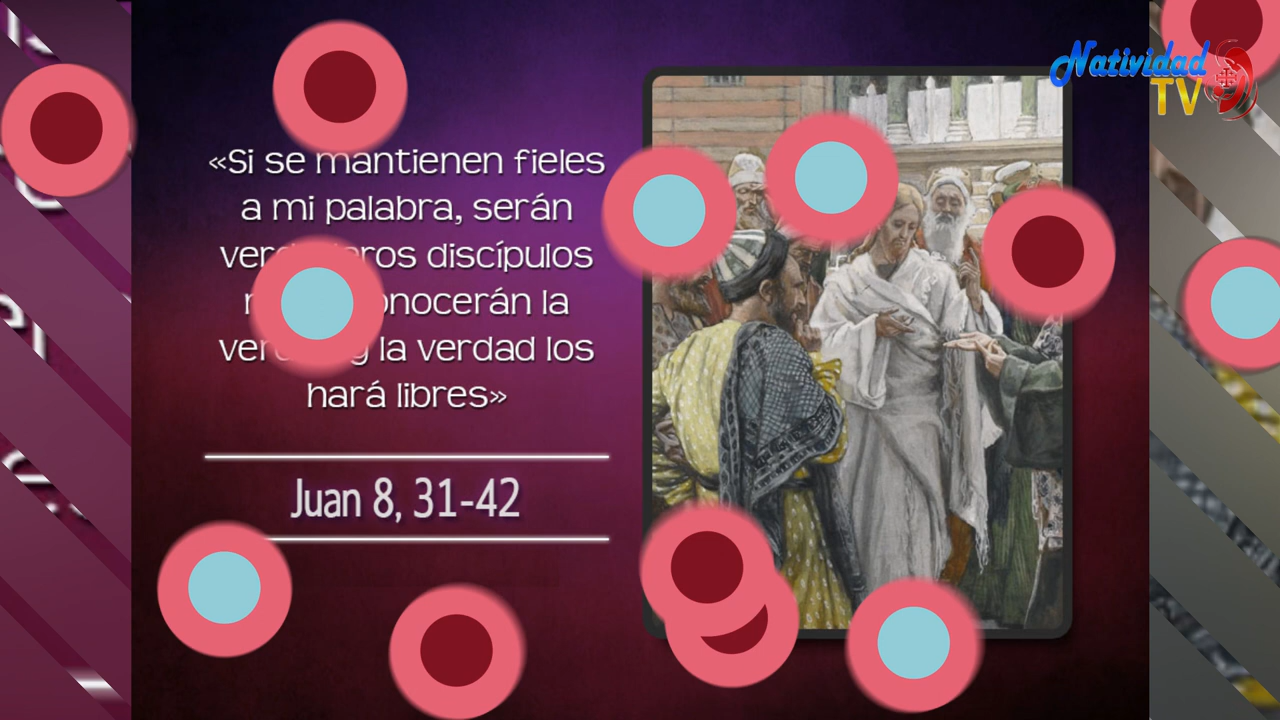 «Si se mantienen fieles
a mi palabra, serán
discípulos
la
y la verdad los
hará libres»
Juan 8, 31-42
Natividad
TV